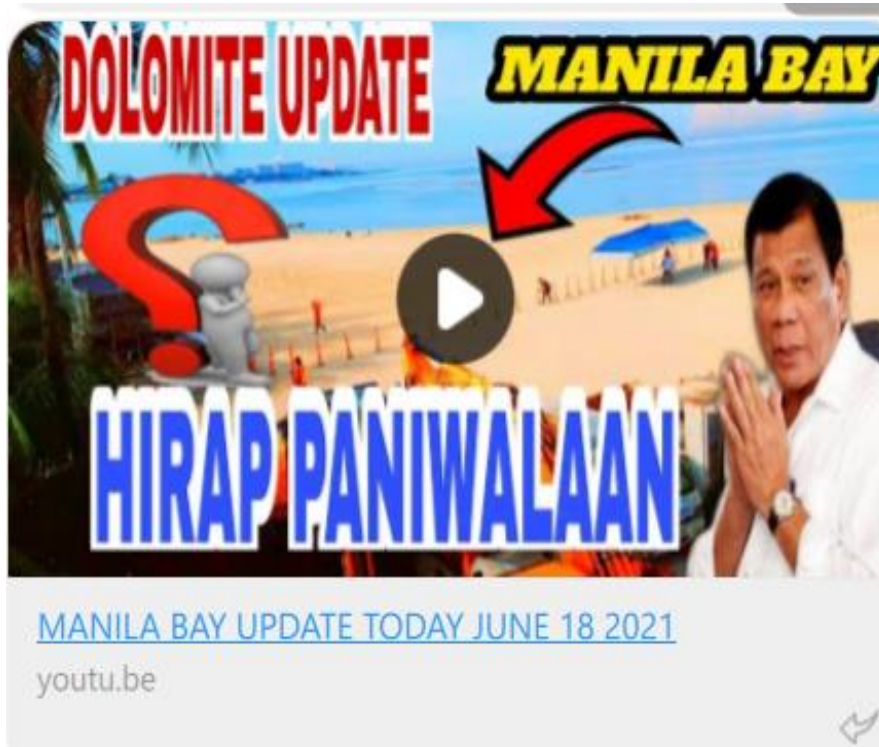 DOLOMITE UPDATE
MANILA BAY
HIRAP PANIWALAAN
MANILA BAY UPDATE TODAY JUNE 18 2021
youtu.be